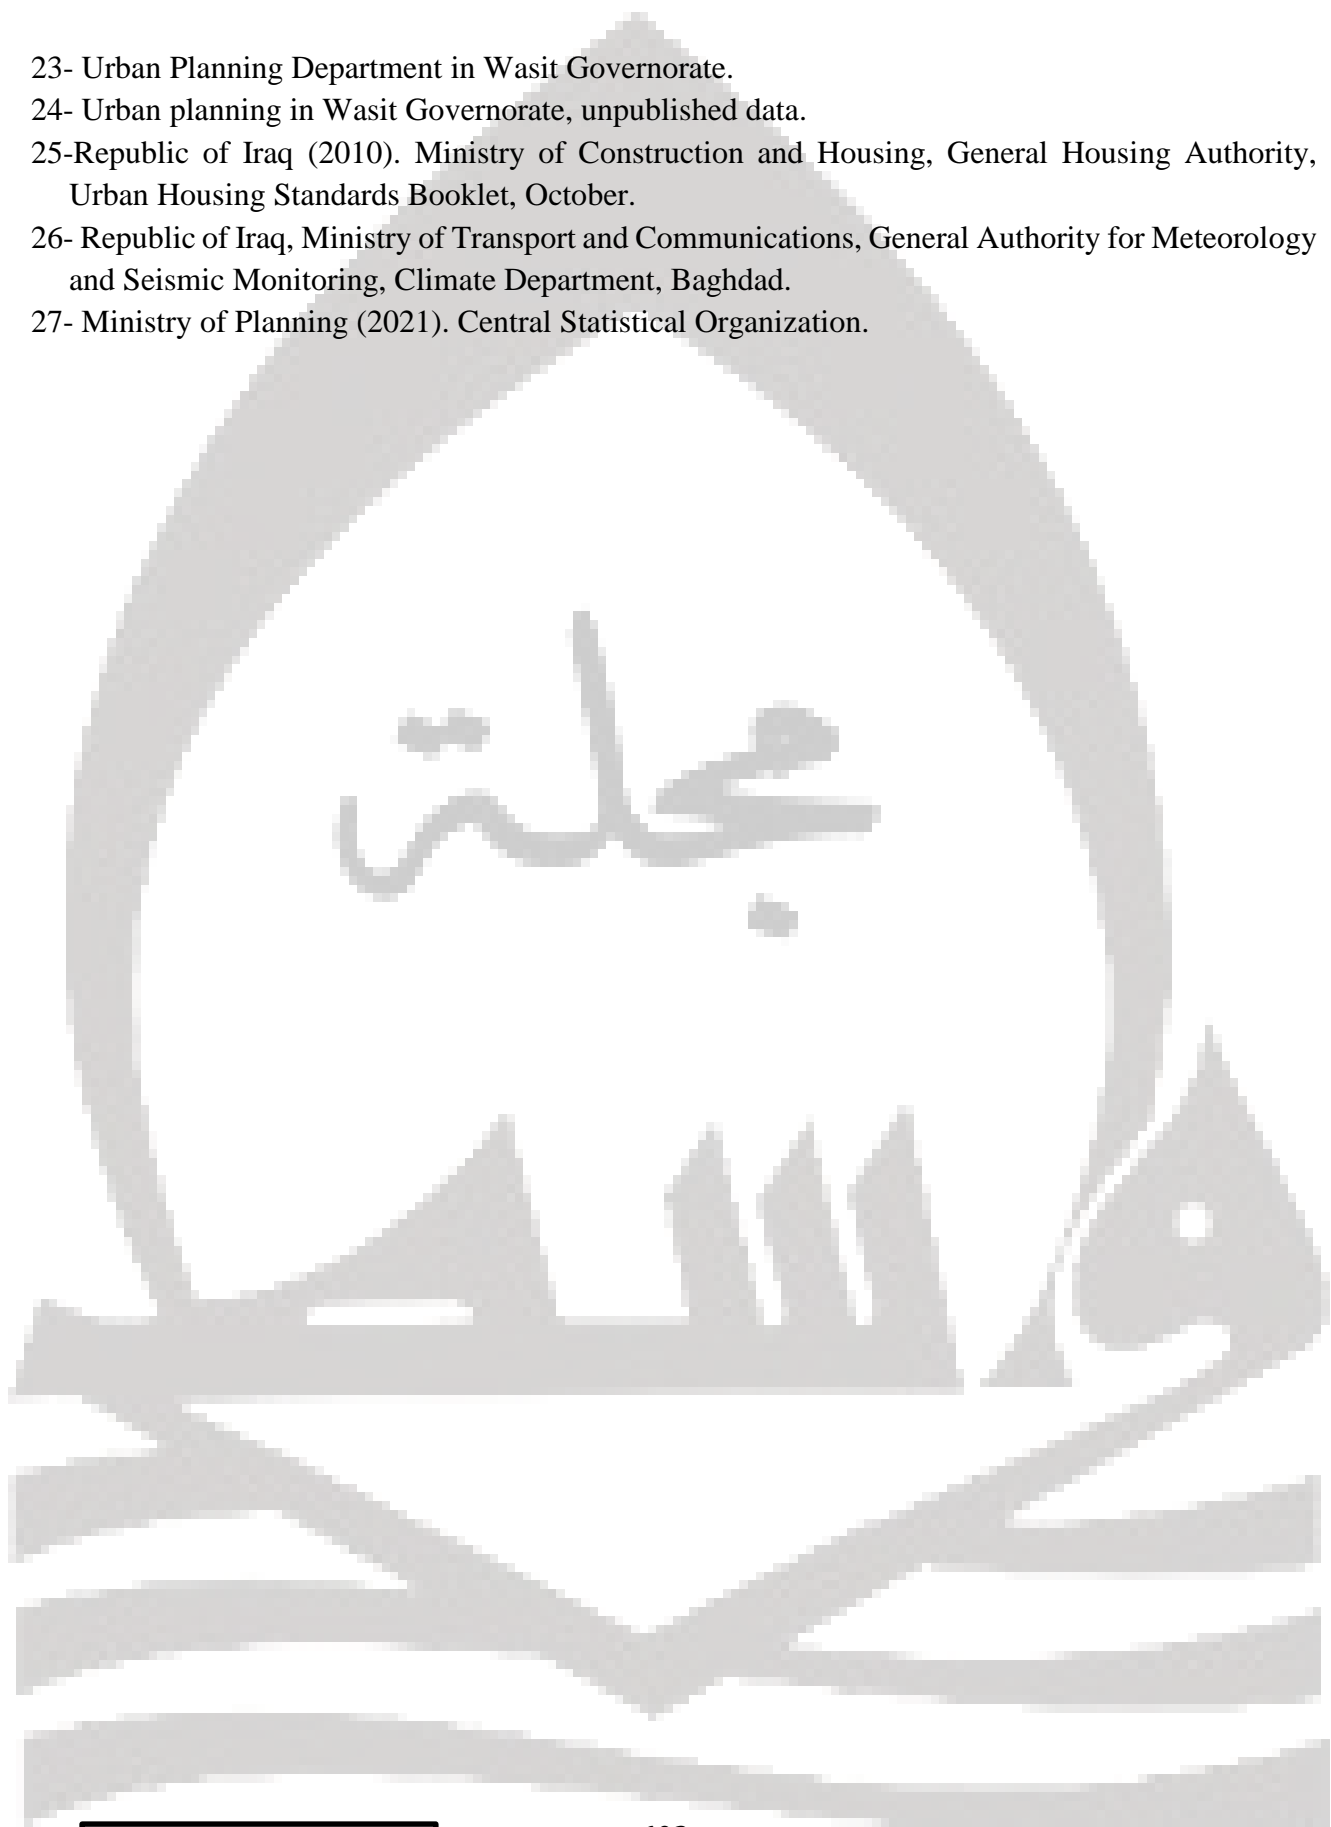 23- Urban Planning Department in Wasit Governorate.
24- Urban planning in Wasit Governorate, unpublished data.
25-Republic of Iraq (2010). Ministry of Construction and Housing, General Housing Authority,
Urban Housing Standards Booklet, October.
26- Republic of Iraq, Ministry of Transport and Communications, General Authority for Meteorology
and Seismic Monitoring, Climate Department, Baghdad.
27- Ministry of Planning (2021). Central Statistical Organization.
مجلة
واسط